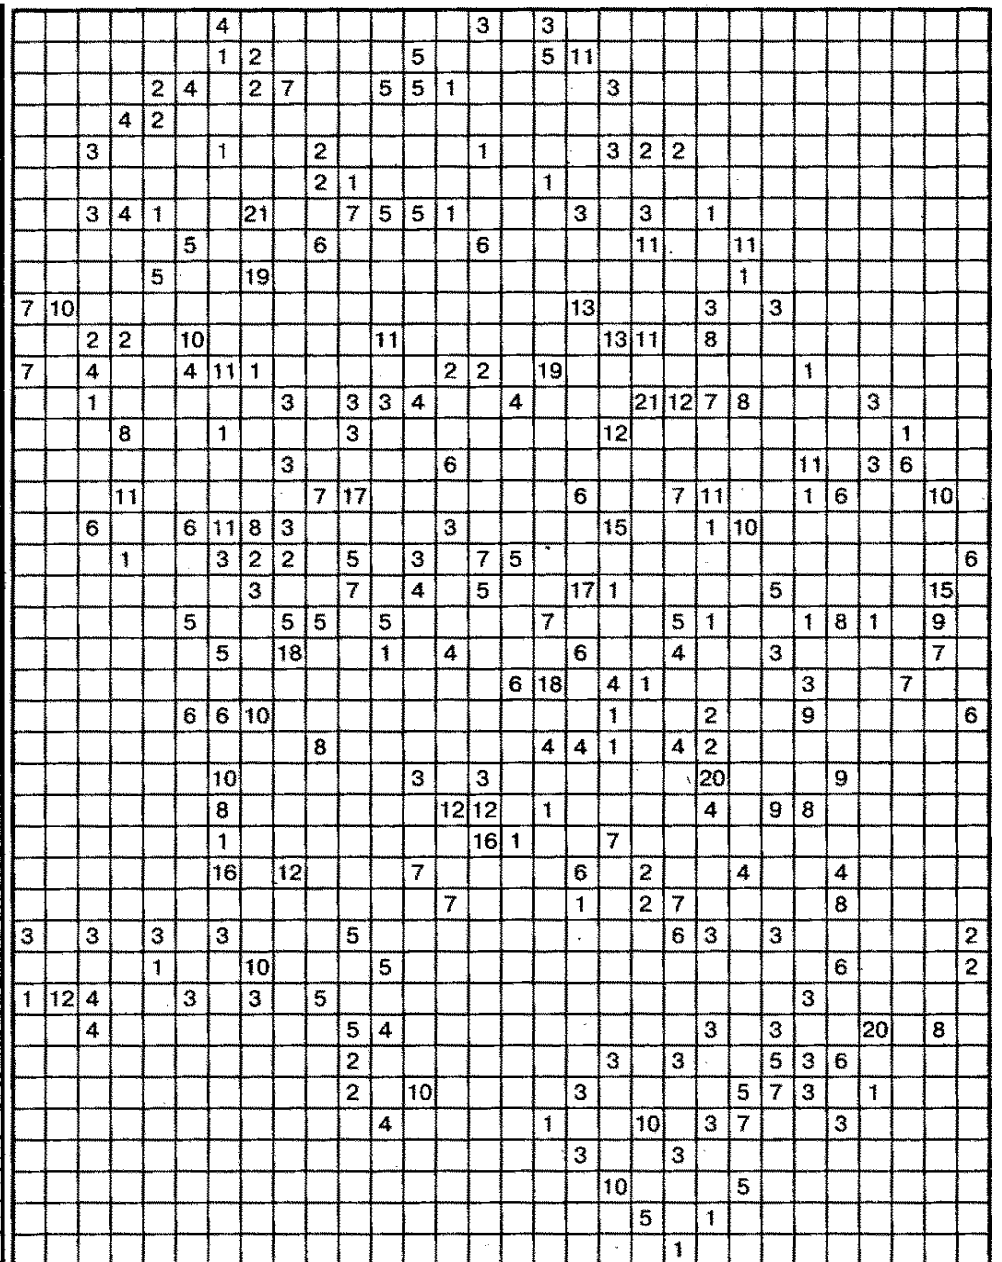 4 3 3
1 2 5 5 11
2 4 2 7 5 5 1 3
4 2
3 1 2 1 3 2 2
2 1 1
3 4 1 21 7 5 5 1 3 3 1
5 6 6 11 11
5 19 1
7 10 13 3 3
2 2 10 11 13 11 8
7 4 4 11 1 2 2 19 1
1 3 3 3 4 4 21 12 7 8 3
8 1 3 12 1
3 6 11 3 6
11 7 17 6 7 11 1 6 10
6 6 11 8 3 3 15 1 10
1 3 2 2 5 3 7 5 6
3 7 4 5 17 1 5 15
5 5 5 5 7 5 1 1 8 1 9
5 18 1 4 6 4 3 7
6 18 4 1 3 7
6 6 10 1 2 9 6
8 4 4 1 4 2
10 3 3 20 9
8 12 12 1 4 9 8
1 16 1 7
16 12 7 6 2 4 4
7 1 2 7 8
3 3 3 3 5 6 3 3 2
1 10 5 6 2
1 12 4 3 3 5 3
4 5 4 3 3 20 8
2 3 3 5 3 6
2 10 3 5 7 3 1
4 1 10 3 7 3
3 3
10 5
5 1
1